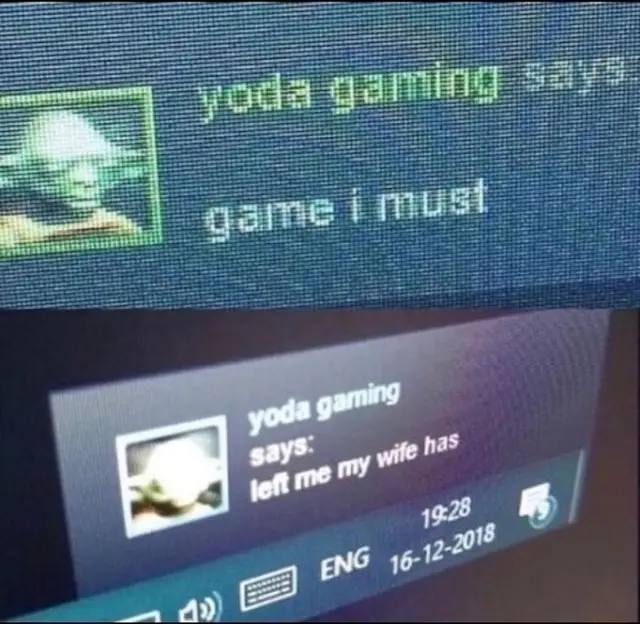 yoda gaming says
game i must
yoda gaming
says:
left me my wife has
19:28
ENG
16-12-2018
9